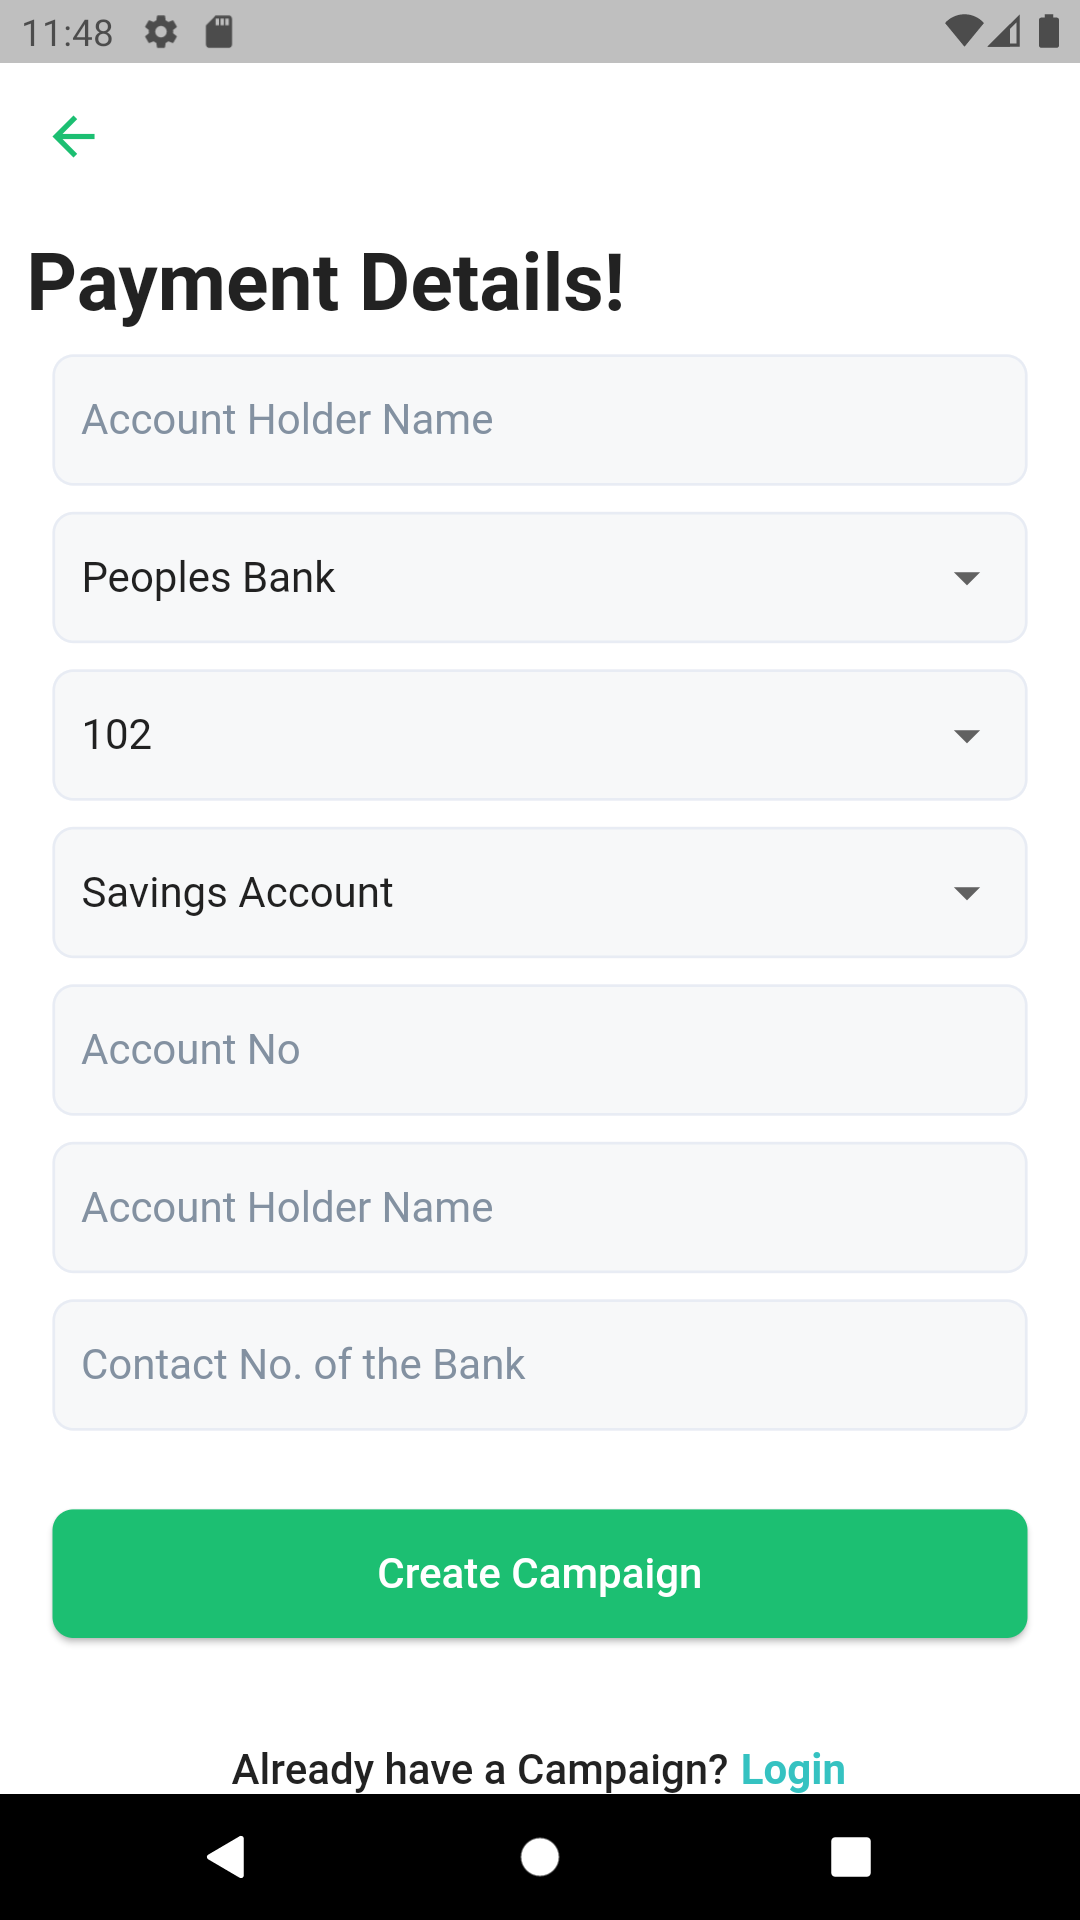 11:48
Payment Details!
Account Holder Name
Peoples Bank
102
Savings Account
Account No
Account Holder Name
Contact No. of the Bank
Create Campaign
Already have a Campaign? Login